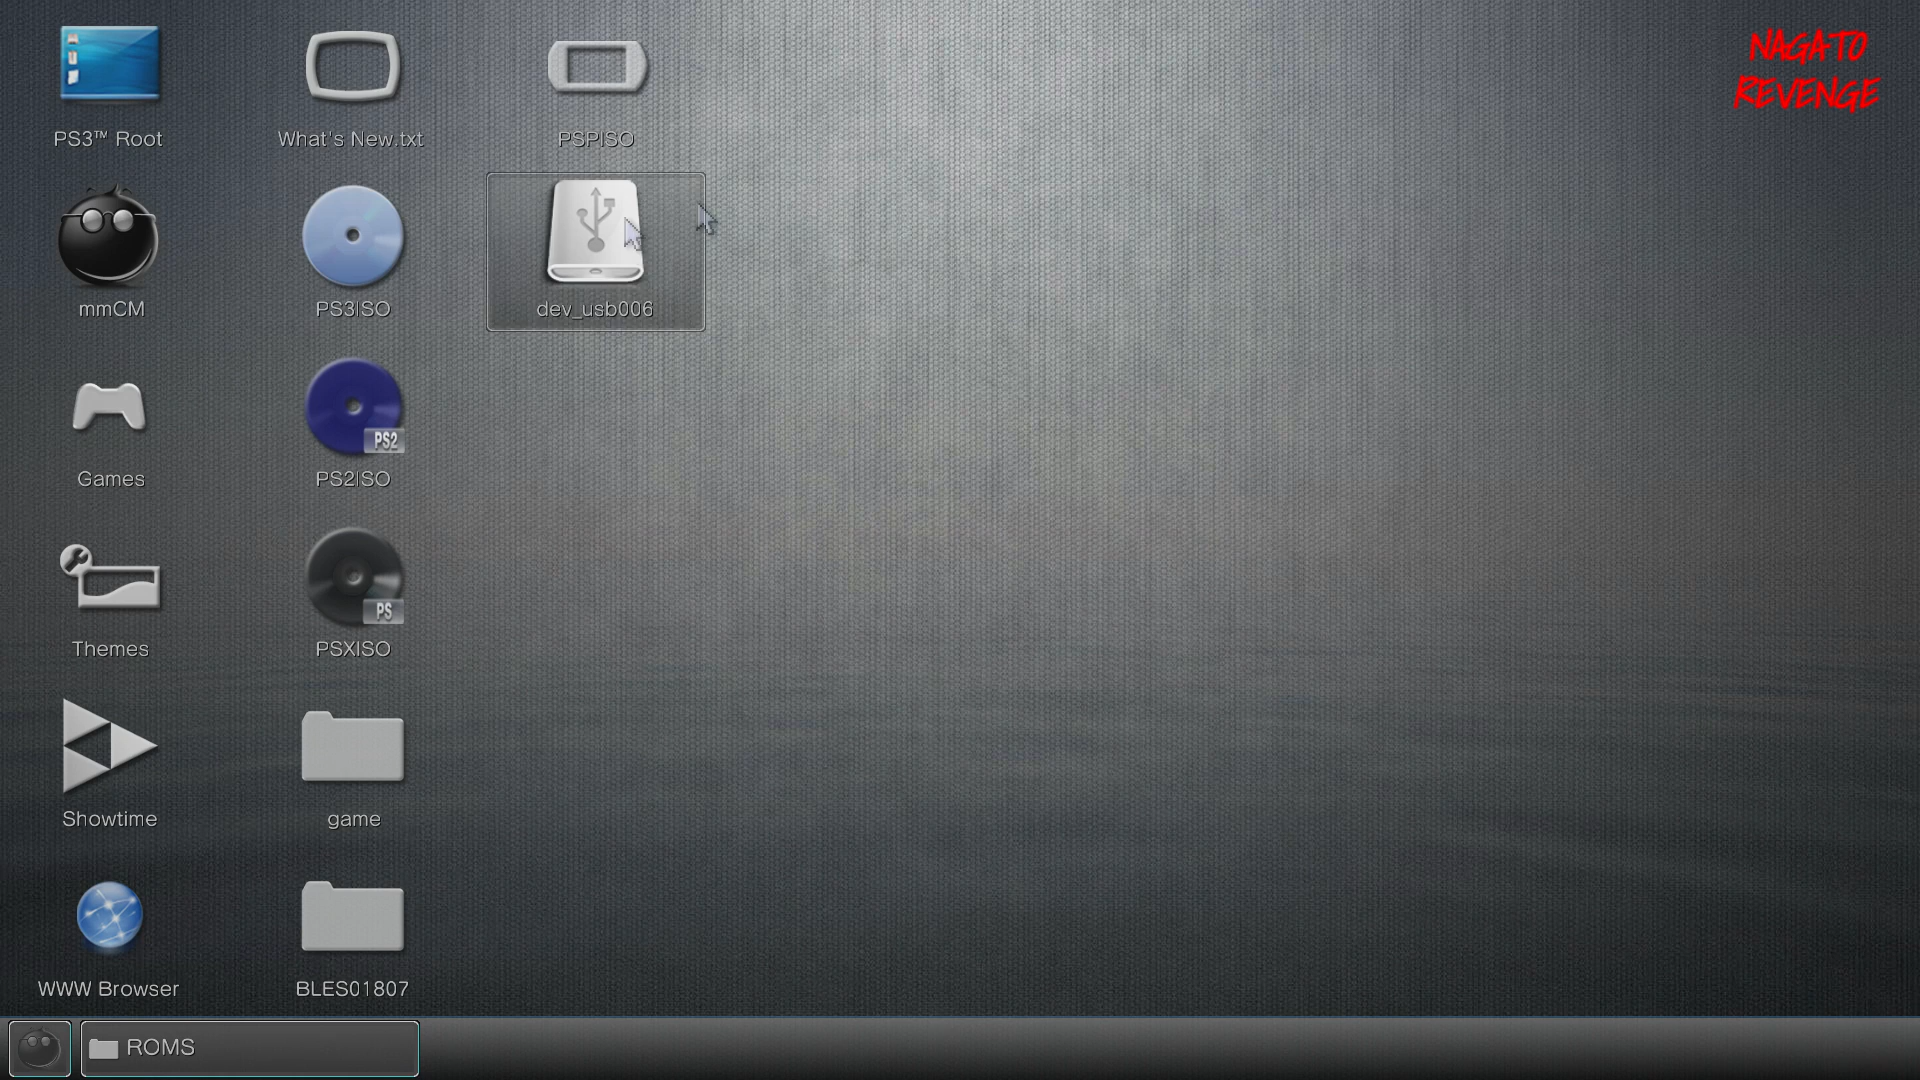 PS3™ Root
What's New.txt
PSPISO
NAGATO
REVENGE
mmCM
PS3ISO
dev_usb006
Games
PS2
PS2ISO
Themes
PS
PSXISO
Showtime
game
WWW Browser
BLES01807
ROMS